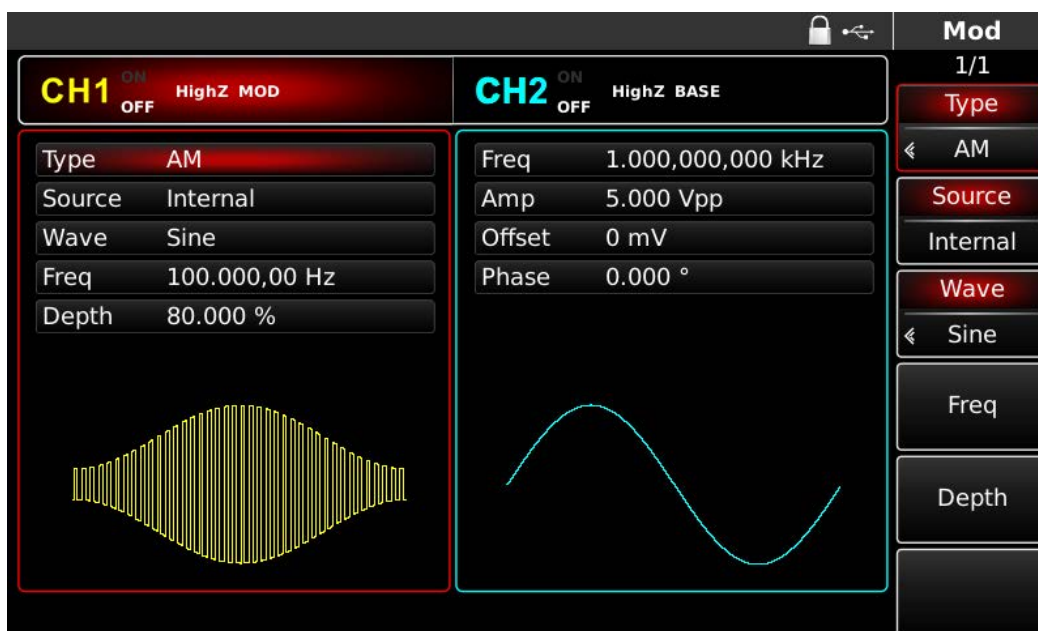 Mod
1/1
CH1 ON OFF HighZ MOD
CH2 ON OFF HighZ BASE
Type AM
Source Internal
Wave Sine
Freq 100.000,00 Hz
Depth 80.000 %
Freq 1.000,000,000 kHz
Amp 5.000 Vpp
Offset 0 mV
Phase 0.000 °
Type
AM
Source
Internal
Wave
Sine
Freq
Depth